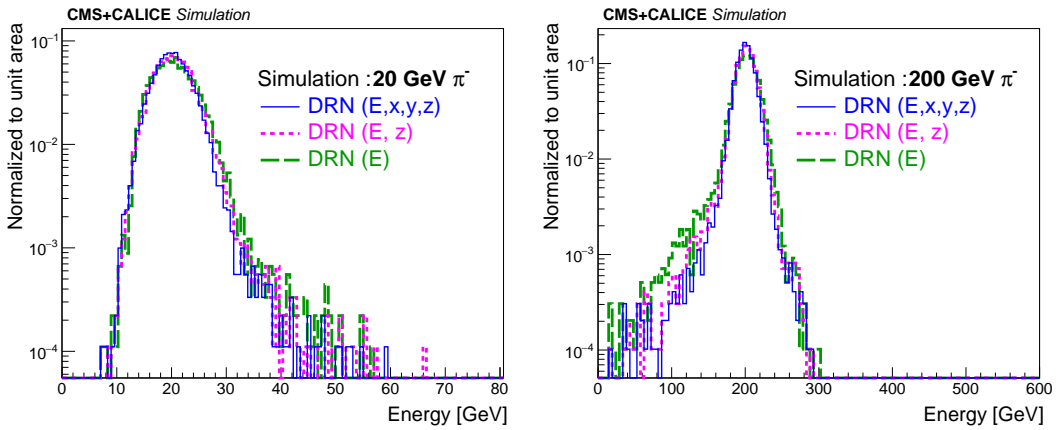 CMS+CALICE Simulation
Normalized to unit area
10⁻¹
10⁻²
10⁻³
10⁻⁴
Simulation :20 GeV π⁻
DRN (E,x,y,z)
DRN (E, z)
DRN (E)
0 10 20 30 40 50 60 70 80
Energy [GeV]
CMS+CALICE Simulation
Normalized to unit area
10⁻¹
10⁻²
10⁻³
10⁻⁴
Simulation :200 GeV π⁻
DRN (E,x,y,z)
DRN (E, z)
DRN (E)
0 100 200 300 400 500 600
Energy [GeV]